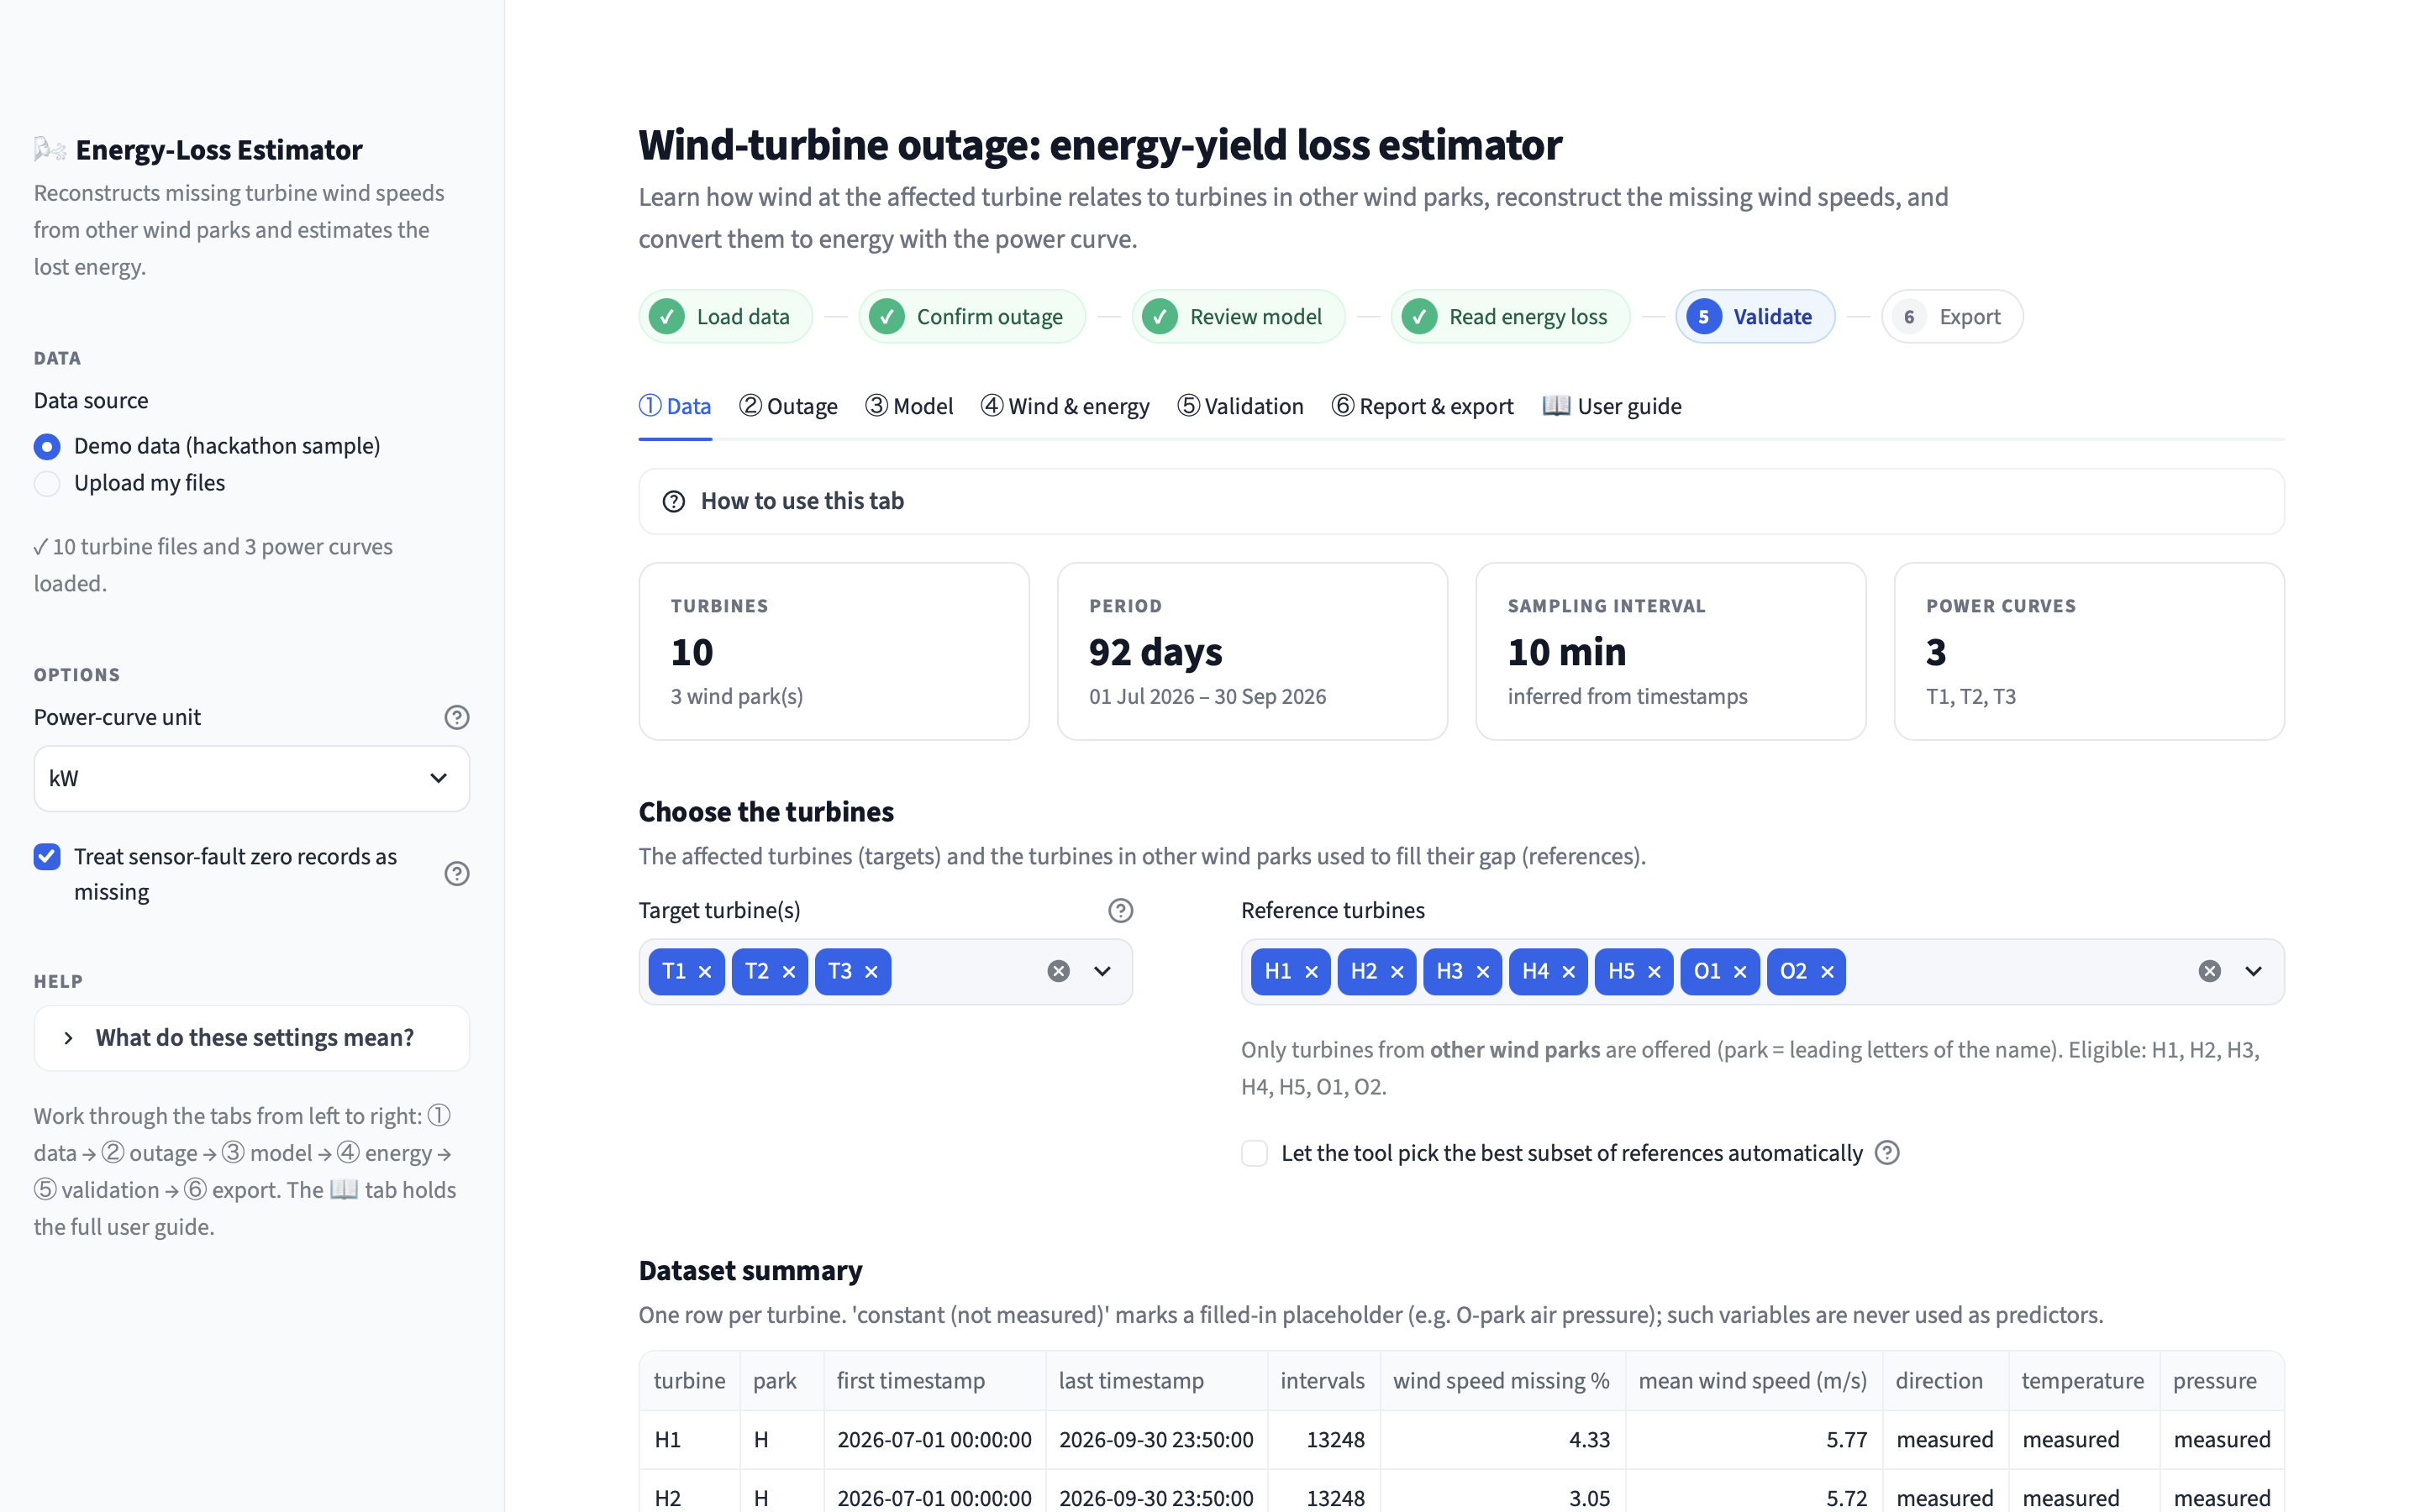 🌬 Energy-Loss Estimator
Reconstructs missing turbine wind speeds
from other wind parks and estimates the
lost energy.
DATA
Data source
Demo data (hackathon sample)
Upload my files
✓ 10 turbine files and 3 power curves
loaded.
OPTIONS
Power-curve unit
kW
Treat sensor-fault zero records as
missing
HELP
What do these settings mean?
Work through the tabs from left to right: ①
data → ② outage → ③ model → ④ energy →
⑤ validation → ⑥ export. The 📖 tab holds
the full user guide.
Wind-turbine outage: energy-yield loss estimator
Learn how wind at the affected turbine relates to turbines in other wind parks, reconstruct the missing wind speeds, and
convert them to energy with the power curve.
✓ Load data ✓ Confirm outage ✓ Review model ✓ Read energy loss 5 Validate 6 Export
① Data ② Outage ③ Model ④ Wind & energy ⑤ Validation ⑥ Report & export 📖 User guide
How to use this tab
TURBINES PERIOD SAMPLING INTERVAL POWER CURVES
10 92 days 10 min 3
3 wind park(s) 01 Jul 2026 – 30 Sep 2026 inferred from timestamps T1, T2, T3
Choose the turbines
The affected turbines (targets) and the turbines in other wind parks used to fill their gap (references).
Target turbine(s) Reference turbines
T1 T2 T3 H1 H2 H3 H4 H5 O1 O2
Only turbines from other wind parks are offered (park = leading letters of the name). Eligible: H1, H2, H3,
H4, H5, O1, O2.
Let the tool pick the best subset of references automatically
Dataset summary
One row per turbine. 'constant (not measured)' marks a filled-in placeholder (e.g. O-park air pressure); such variables are never used as predictors.
turbine park first timestamp last timestamp intervals wind speed missing % mean wind speed (m/s) direction temperature pressure
H1 H 2026-07-01 00:00:00 2026-09-30 23:50:00 13248 4.33 5.77 measured measured measured
H2 H 2026-07-01 00:00:00 2026-09-30 23:50:00 13248 3.05 5.72 measured measured measured